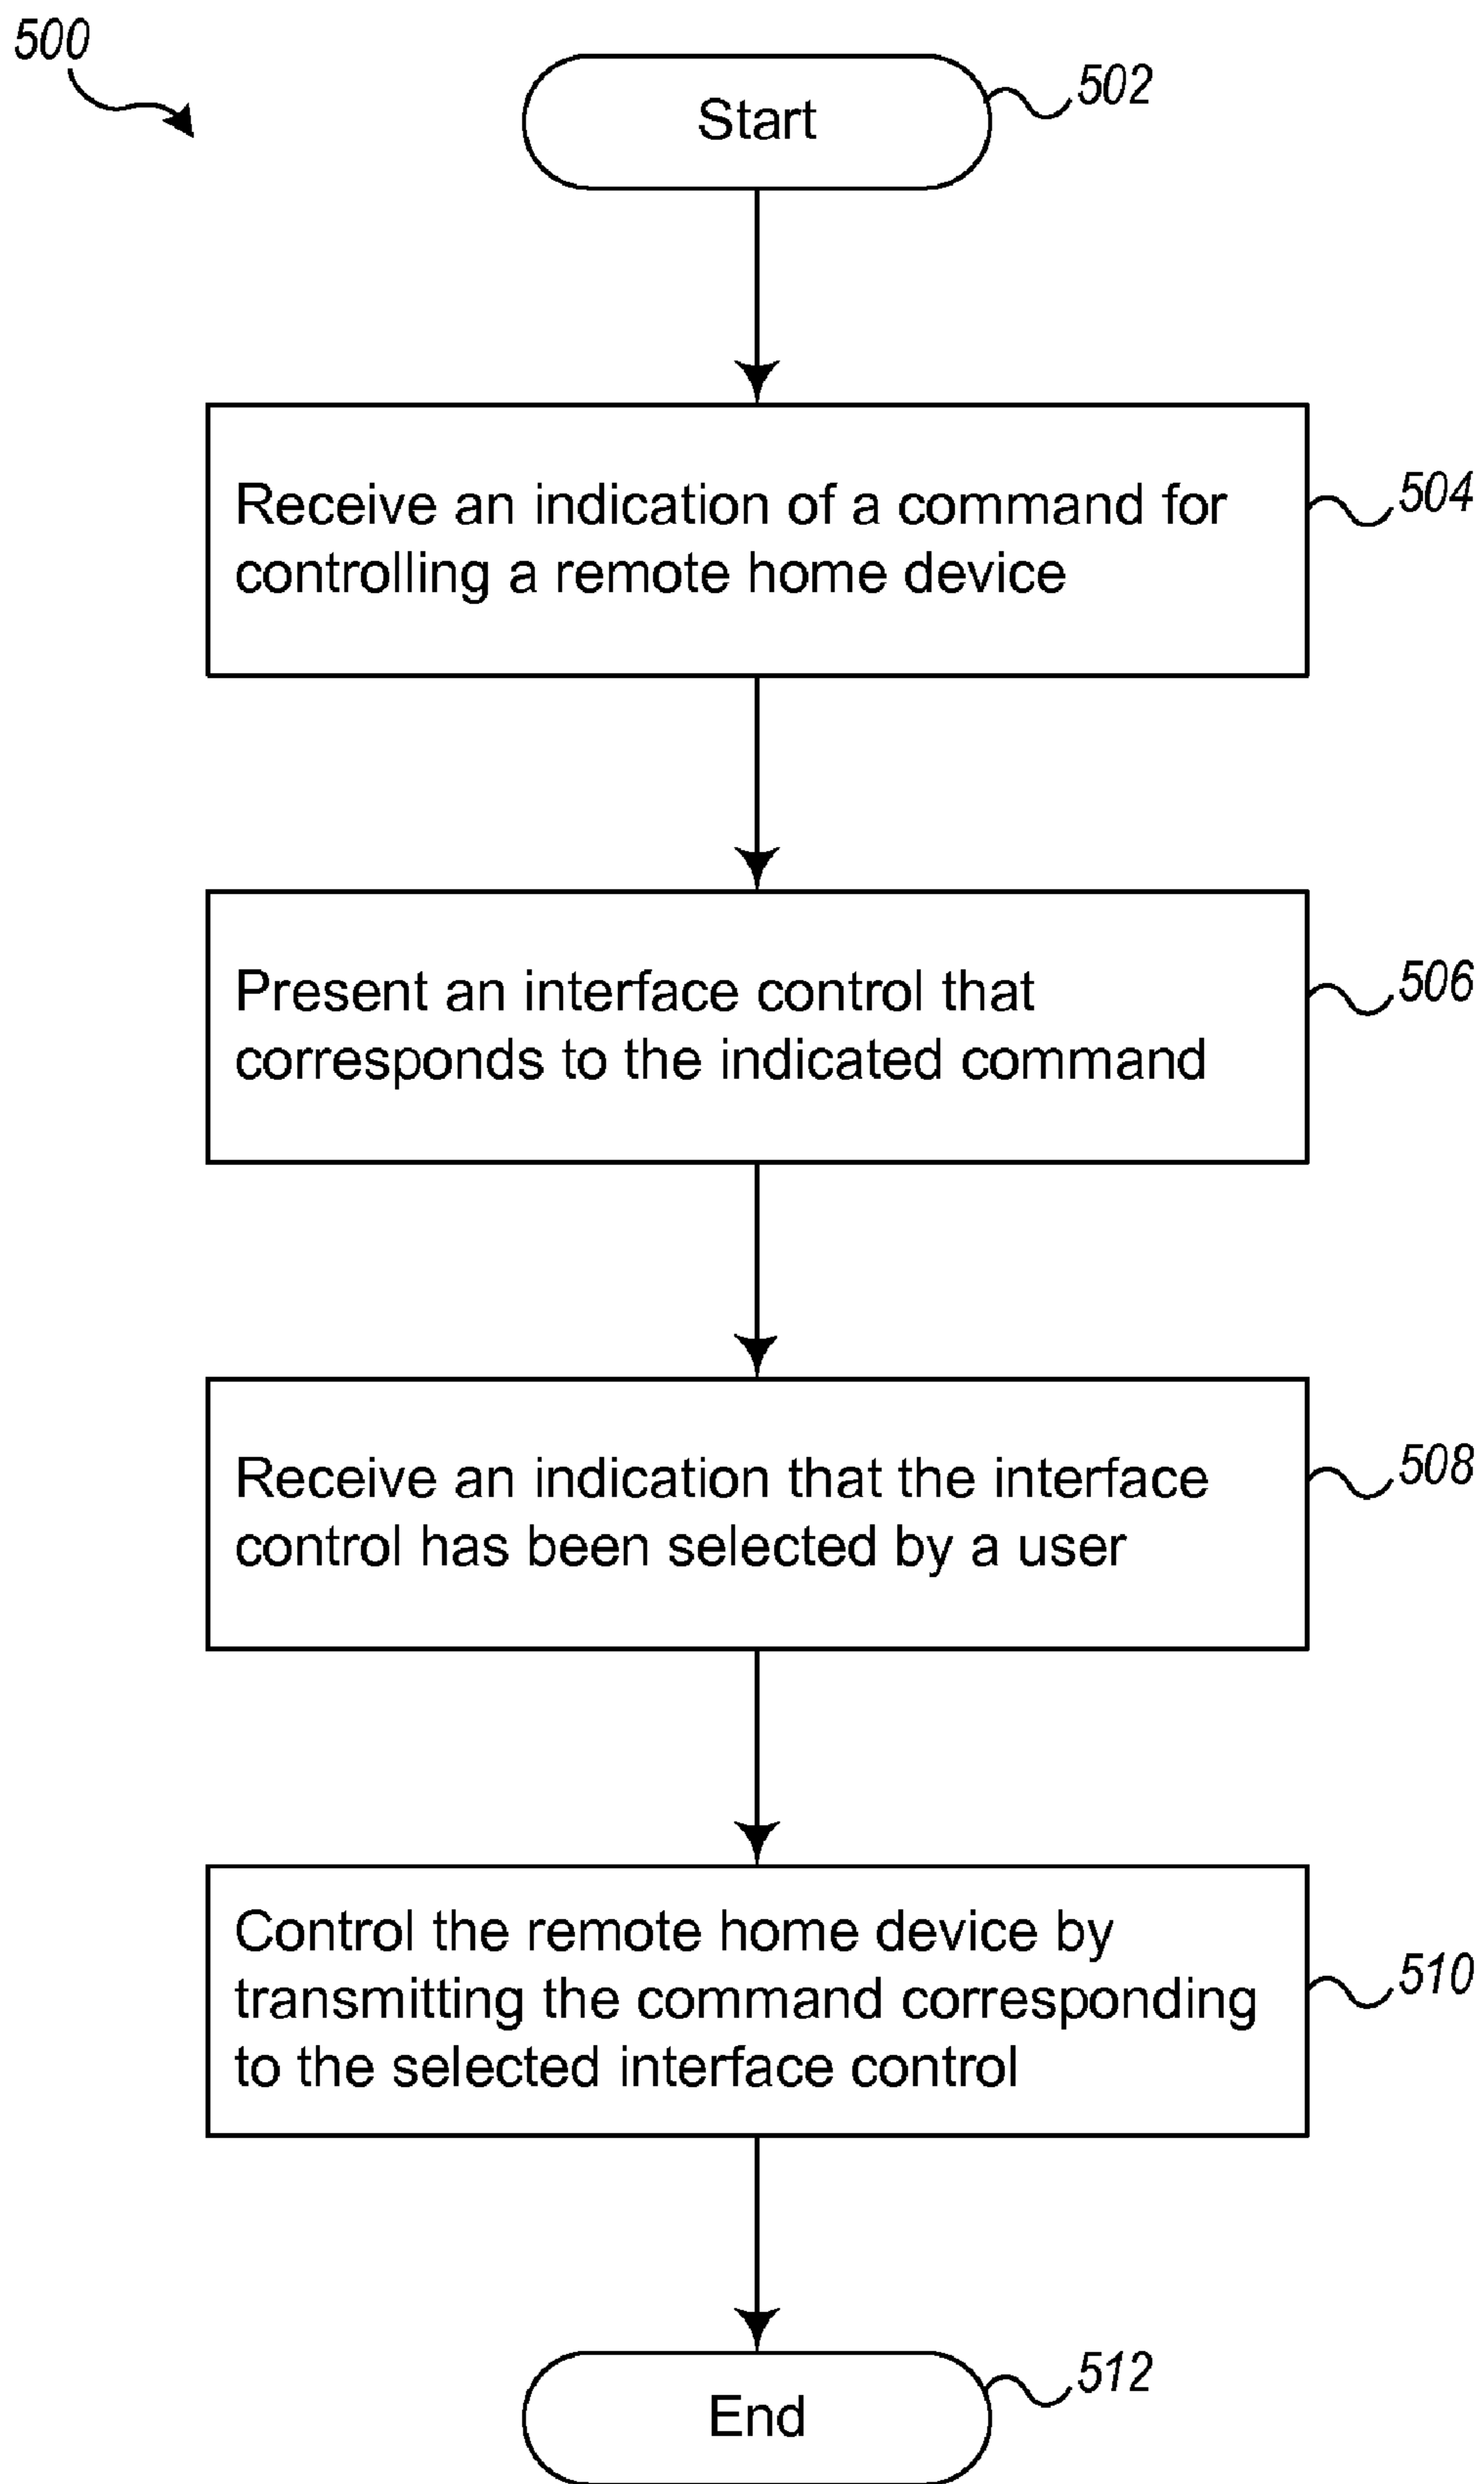 500
Start
502
Receive an indication of a command for
controlling a remote home device
504
Present an interface control that
corresponds to the indicated command
506
Receive an indication that the interface
control has been selected by a user
508
Control the remote home device by
transmitting the command corresponding
to the selected interface control
510
End
512